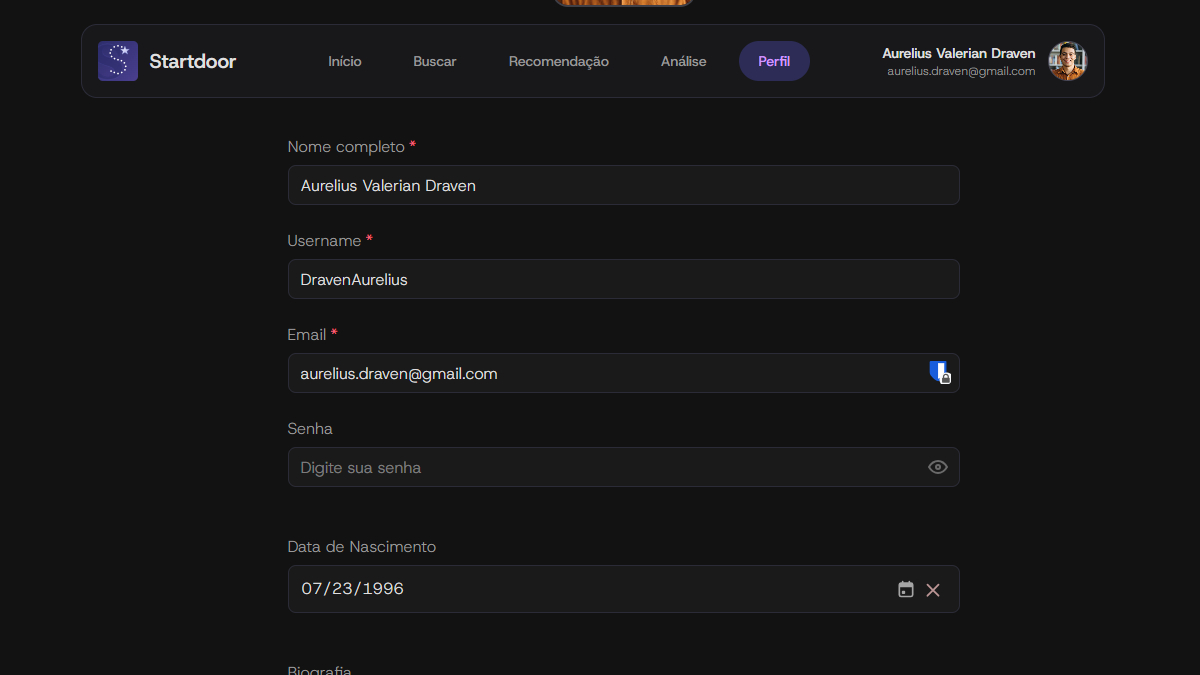 Startdoor
Início
Buscar
Recomendação
Análise
Perfil
Aurelius Valerian Draven
aurelius.draven@gmail.com
Nome completo *
Aurelius Valerian Draven
Username *
DravenAurelius
Email *
aurelius.draven@gmail.com
Senha
Digite sua senha
Data de Nascimento
07/23/1996
Biografia